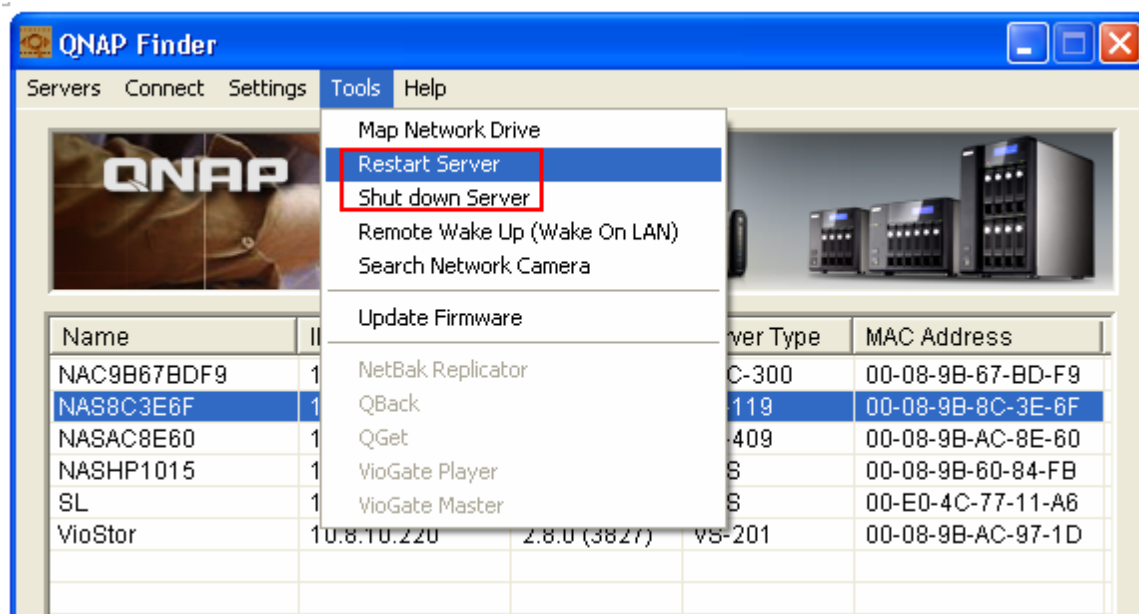 QNAP Finder
Servers Connect Settings Tools Help
QNAP
Map Network Drive
Restart Server
Shut down Server
Remote Wake Up (Wake On LAN)
Search Network Camera
Update Firmware
NetBak Replicator
QBack
QGet
VioGate Player
VioGate Master
Name MAC Address
NAC9B67BDF9 00-08-9B-67-BD-F9
NAS8C3E6F 00-08-9B-8C-3E-6F
NASAC8E60 00-08-9B-AC-8E-60
NASHP1015 00-08-9B-60-84-FB
SL 00-E0-4C-77-11-A6
VioStor 10.8.10.220 2.8.0 (3827) VS-201 00-08-9B-AC-97-1D